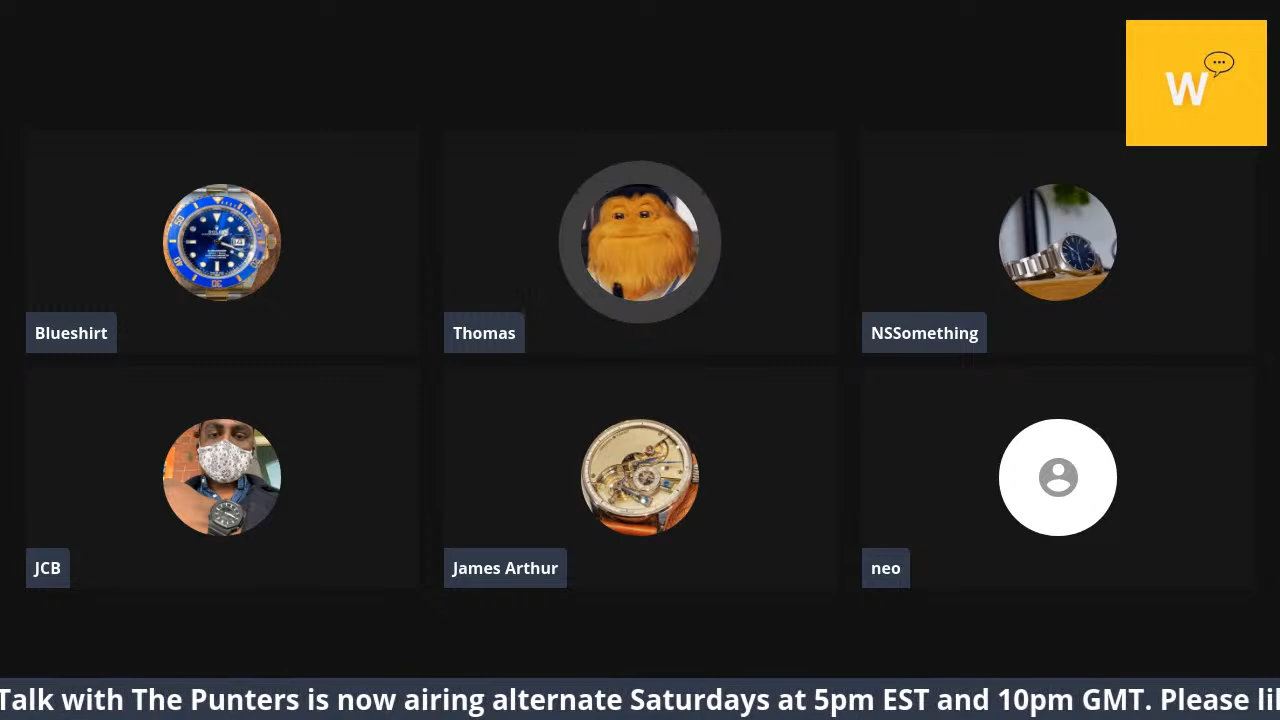 W
Blueshirt
Thomas
NSSomething
JCB
James Arthur
neo
Talk with The Punters is now airing alternate Saturdays at 5pm EST and 10pm GMT. Please li